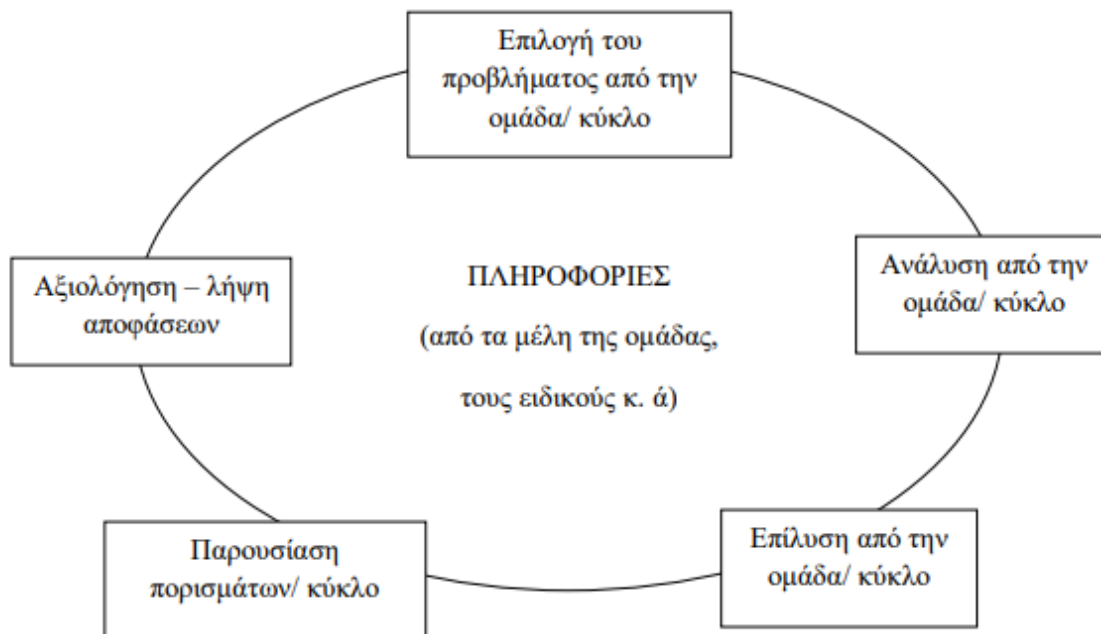 Επιλογή του
προβλήματος από την
ομάδα/ κύκλο
Ανάλυση από την
ομάδα/ κύκλο
Επίλυση από την
ομάδα/ κύκλο
Παρουσίαση
πορισμάτων/ κύκλο
Αξιολόγηση – λήψη
αποφάσεων
ΠΛΗΡΟΦΟΡΙΕΣ
(από τα μέλη της ομάδας,
τους ειδικούς κ. ά)